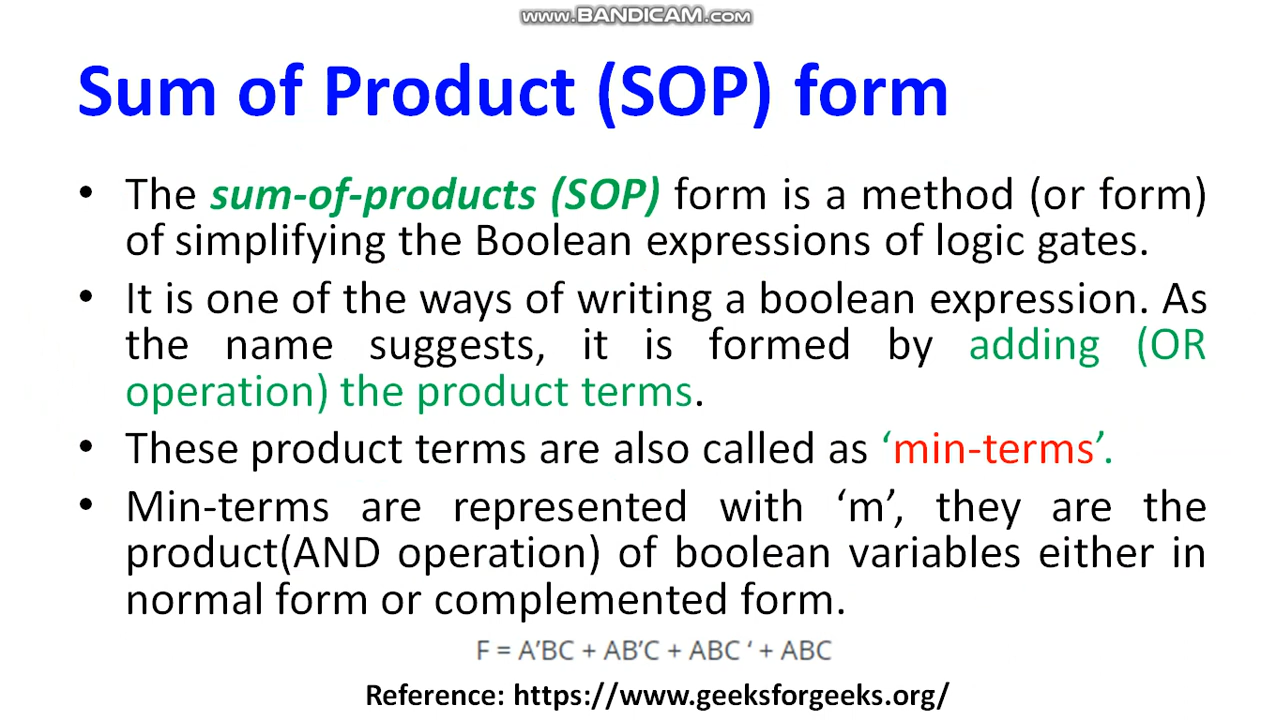 www.BANDICAM.com
Sum of Product (SOP) form
• The sum-of-products (SOP) form is a method (or form)
of simplifying the Boolean expressions of logic gates.
• It is one of the ways of writing a boolean expression. As
the name suggests, it is formed by adding (OR
operation) the product terms.
• These product terms are also called as ‘min-terms’.
• Min-terms are represented with ‘m’, they are the
product(AND operation) of boolean variables either in
normal form or complemented form.
F = A’BC + AB’C + ABC ‘ + ABC
Reference: https://www.geeksforgeeks.org/